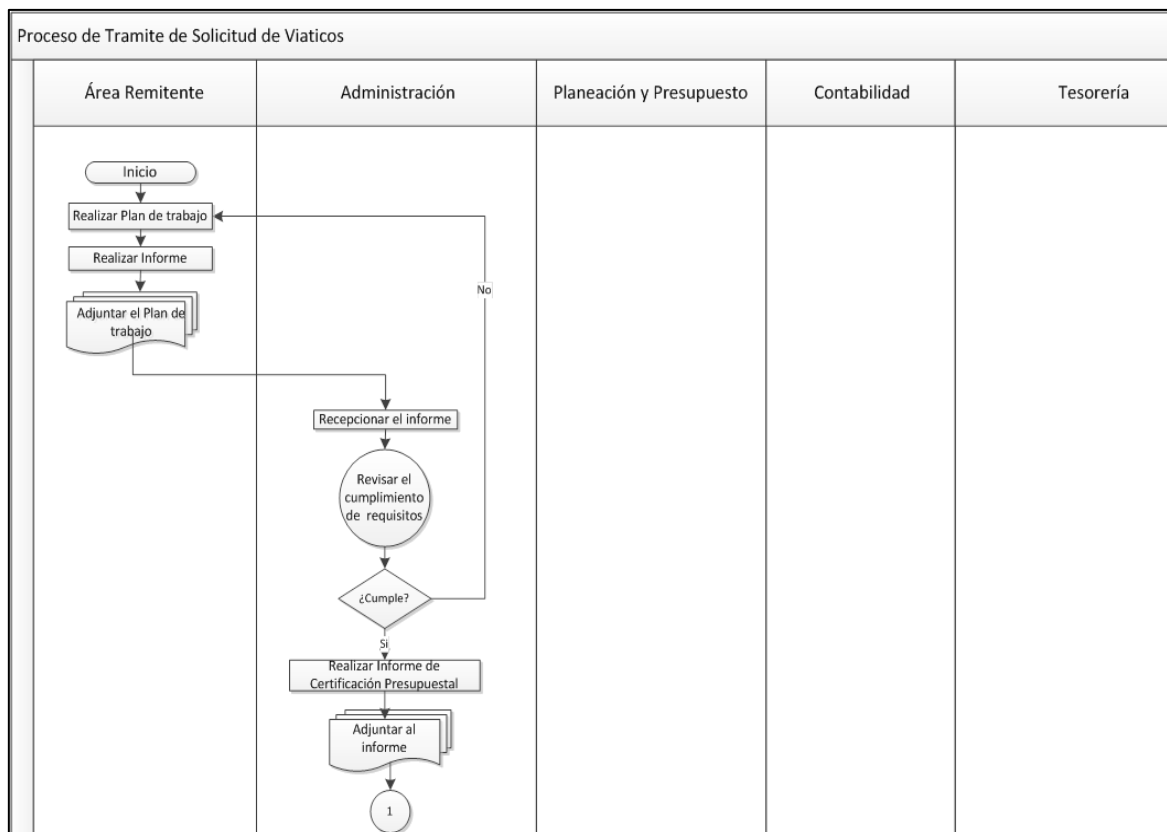 Proceso de Tramite de Solicitud de Viaticos
Área Remitente
Administración
Planeación y Presupuesto
Contabilidad
Tesorería
Inicio
Realizar Plan de trabajo
Realizar Informe
Adjuntar el Plan de
trabajo
No
Recepcionar el informe
Revisar el
cumplimiento
de requisitos
¿Cumple?
Si
Realizar Informe de
Certificación Presupuestal
Adjuntar al
informe
1